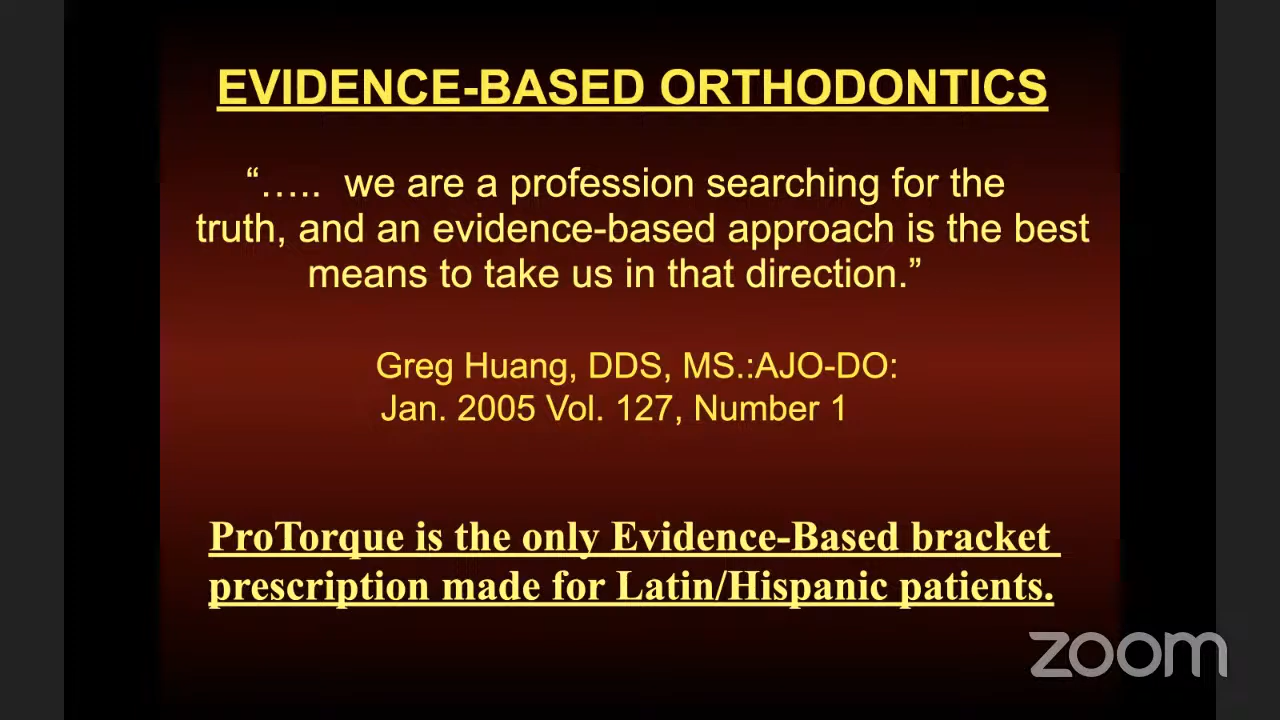 EVIDENCE-BASED ORTHODONTICS
“….. we are a profession searching for the
truth, and an evidence-based approach is the best
means to take us in that direction.”
Greg Huang, DDS, MS.:AJO-DO:
Jan. 2005 Vol. 127, Number 1
ProTorque is the only Evidence-Based bracket
prescription made for Latin/Hispanic patients.
zoom